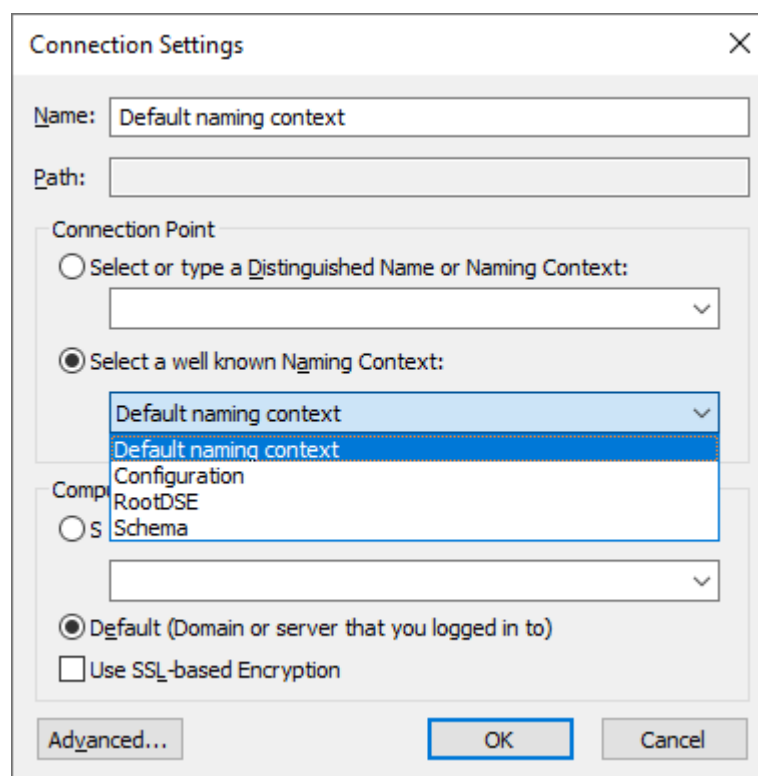 Connection Settings
Name: Default naming context
Path:
Connection Point
Select or type a Distinguished Name or Naming Context:
Select a well known Naming Context:
Default naming context
Default naming context
Configuration
RootDSE
Schema
Compu
S
Default (Domain or server that you logged in to)
Use SSL-based Encryption
Advanced... OK Cancel